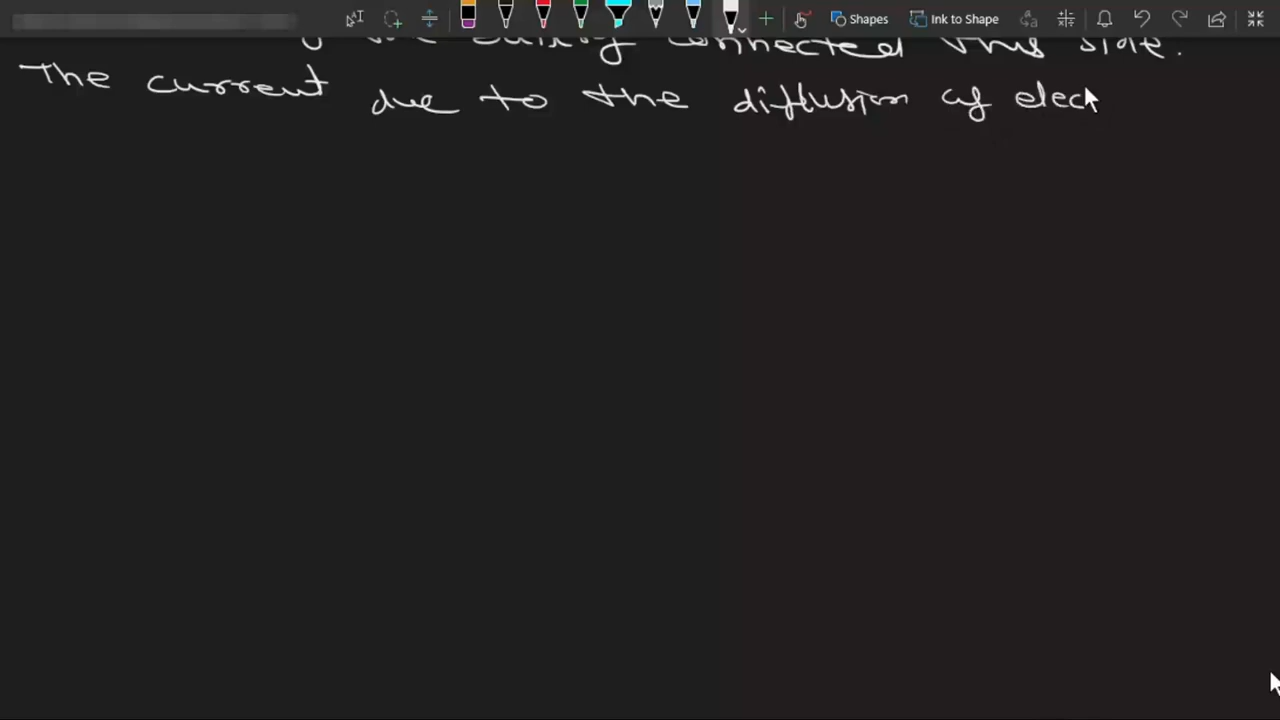 Shapes Ink to Shape
connected this side.
The current due to the diffusion of elec